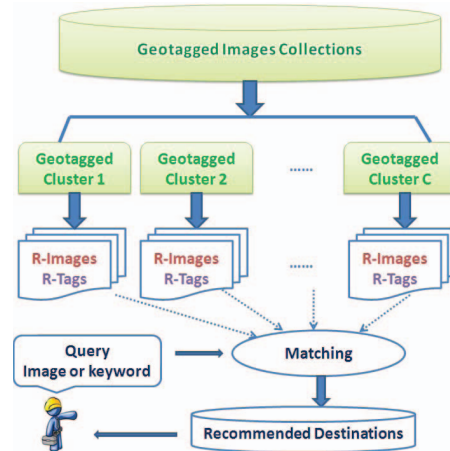 Geotagged Images Collections
Geotagged
Cluster 1
Geotagged
Cluster 2
......
Geotagged
Cluster C
R-Images
R-Tags
R-Images
R-Tags
......
R-Images
R-Tags
Query
Image or keyword
Matching
Recommended Destinations